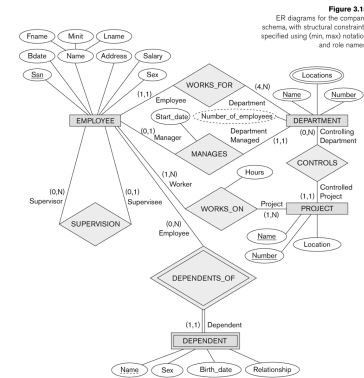 Figure 3.1
ER diagrams for the compan
schema, with structural constraint
specified using (min, max) notatio
and role names
Fname Minit Lname
Bdate Name Address Salary
Ssn Sex
WORKS_FOR
(1,1) (4,N)
Employee Department
Locations
Name Number
Start_date
Number_of_employees
EMPLOYEE DEPARTMENT
(0,1) Department (0,N) Controlling
Manager Managed (1,1) Department
MANAGES
CONTROLS
(1,N)
Worker
Hours
(0,N) (0,1)
Supervisor Supervisee
SUPERVISION
WORKS_ON
Project
(1,N)
Controlled
(1,1) Project
PROJECT
Name
Number
Location
(0,N)
Employee
DEPENDENTS_OF
(1,1) Dependent
DEPENDENT
Name Sex Birth_date Relationship